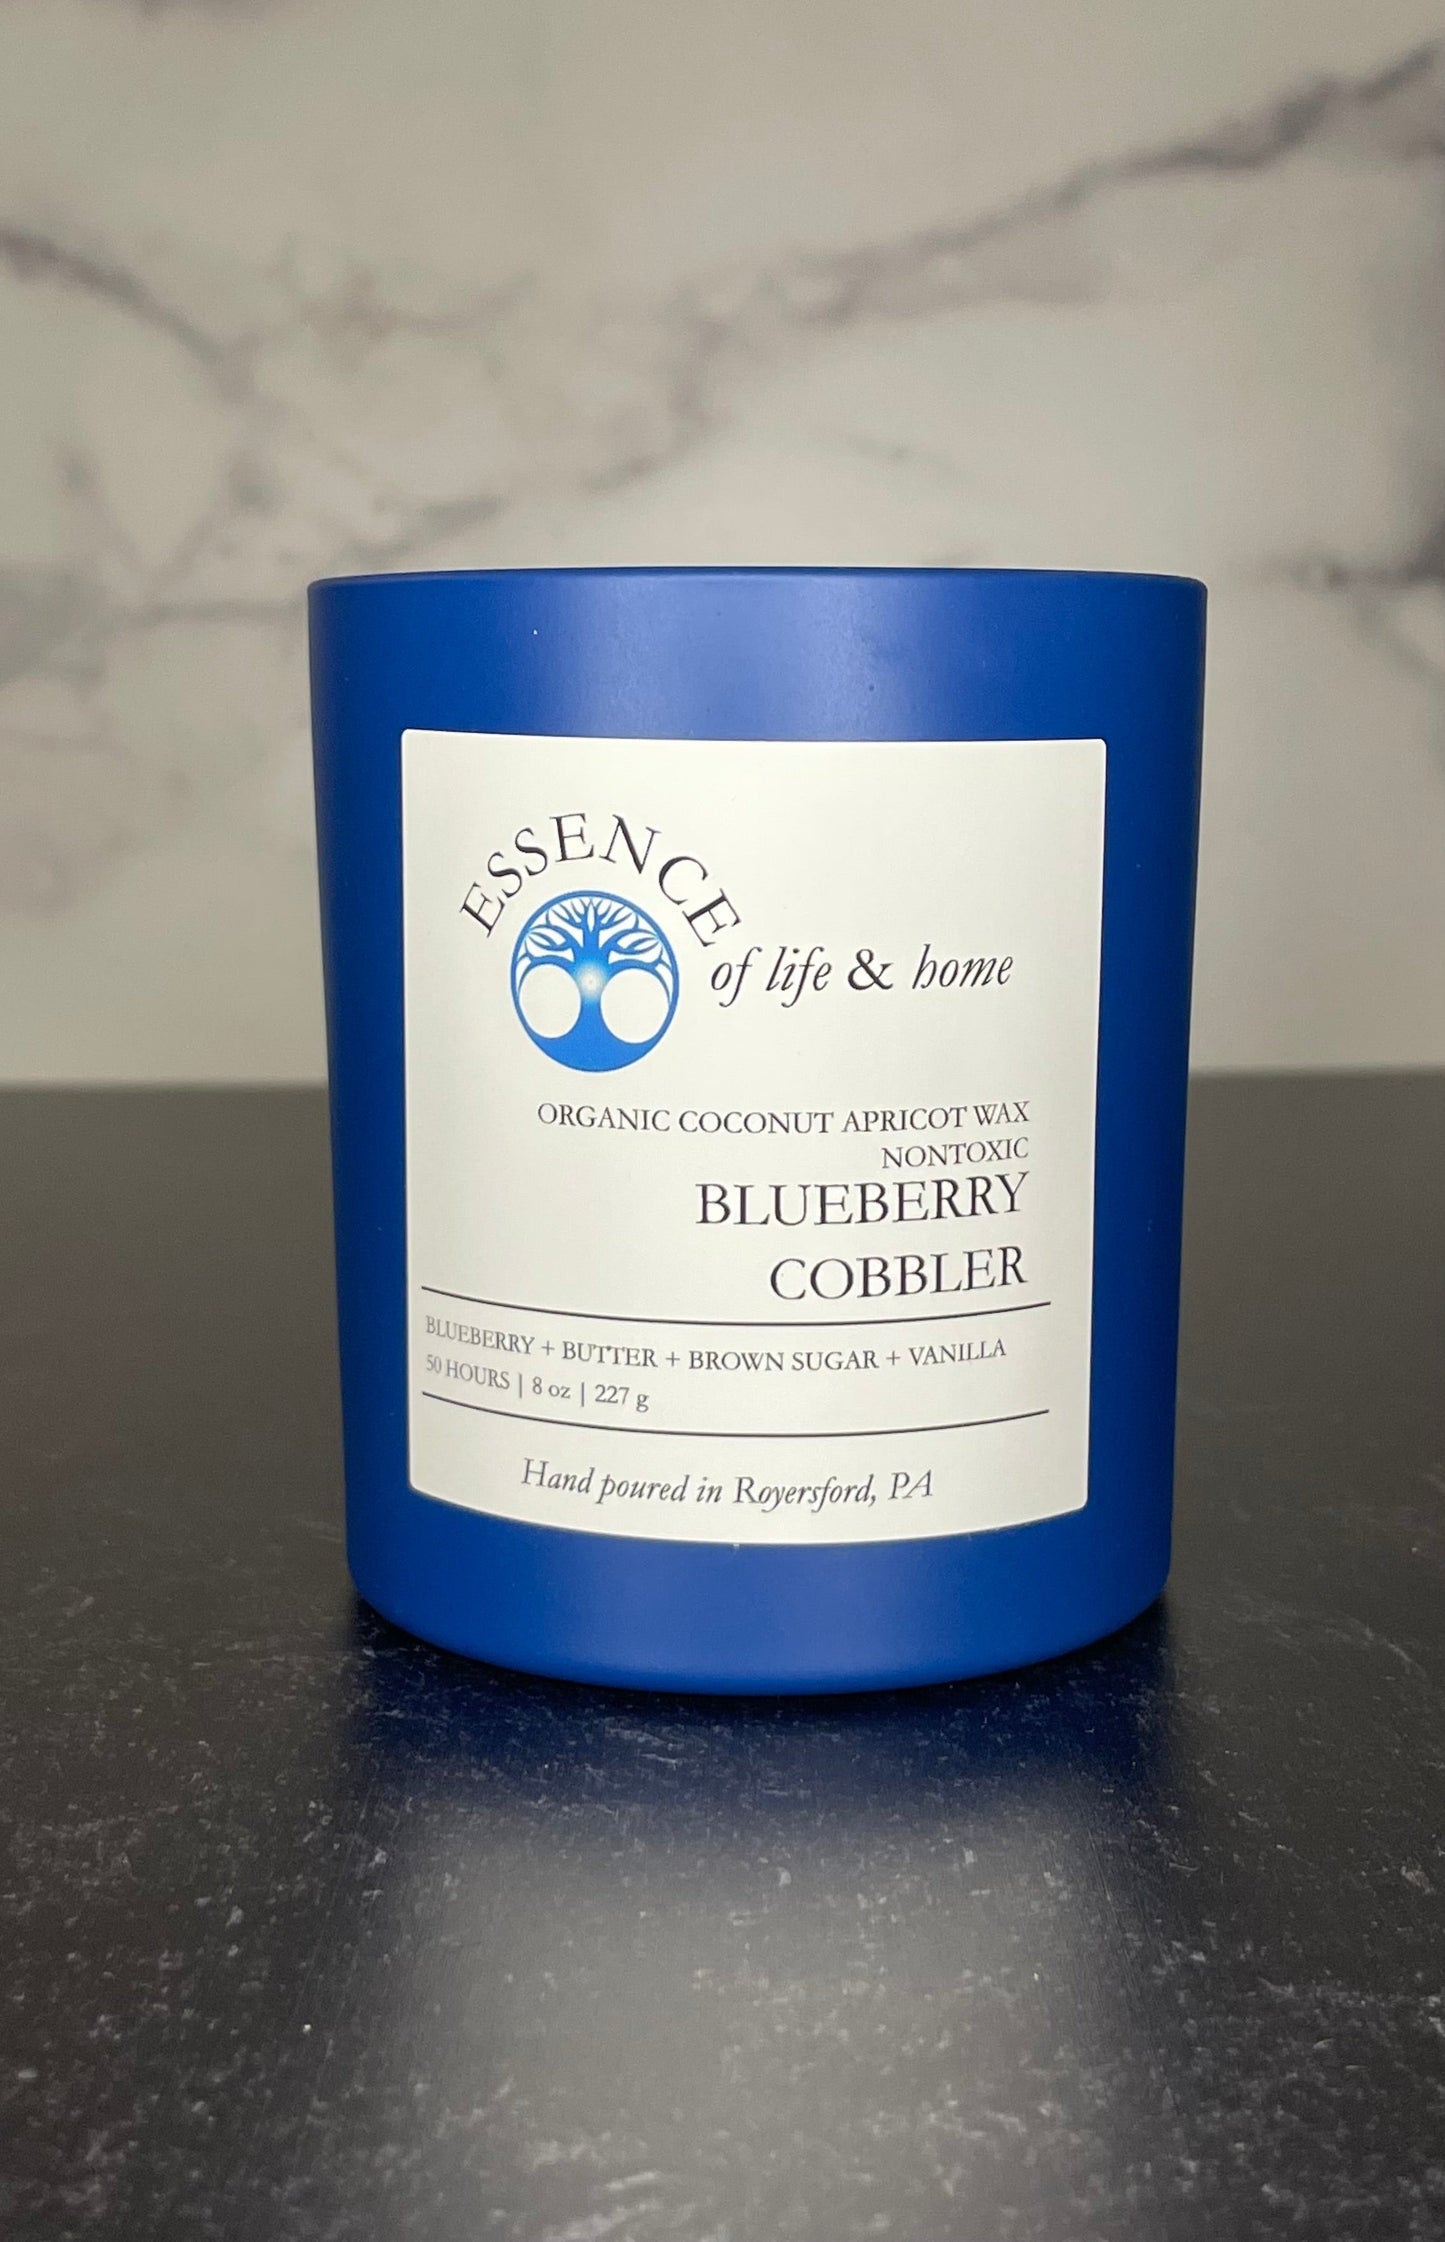 ESSENCE
of life & home
ORGANIC COCONUT APRICOT WAX
NONTOXIC
BLUEBERRY
COBBLER
BLUEBERRY + BUTTER + BROWN SUGAR + VANILLA
50 HOURS | 8 oz | 227 g
Hand poured in Royersford, PA